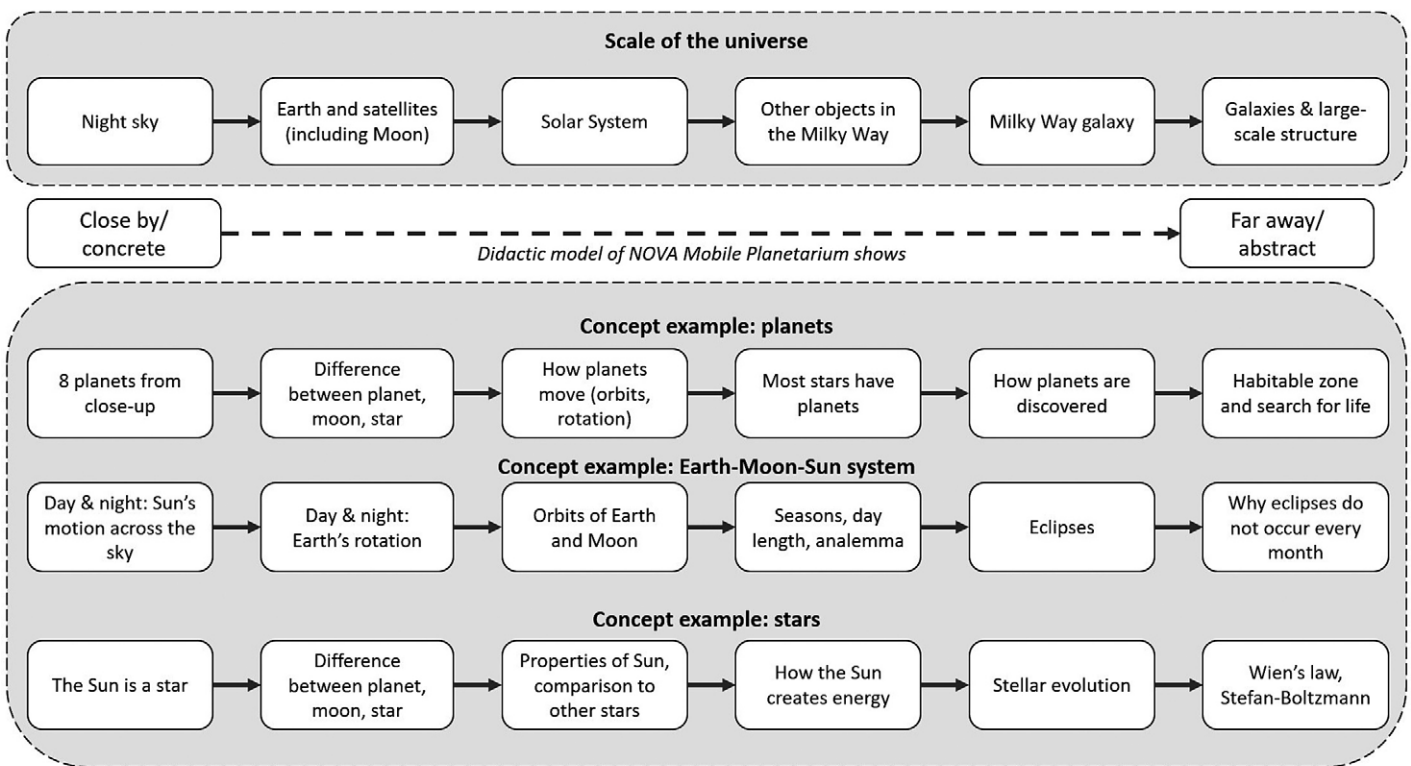 Scale of the universe
Night sky
Earth and satellites
(including Moon)
Solar System
Other objects in
the Milky Way
Milky Way galaxy
Galaxies & large-
scale structure
Close by/
concrete
Didactic model of NOVA Mobile Planetarium shows
Far away/
abstract
Concept example: planets
8 planets from
close-up
Difference
between planet,
moon, star
How planets
move (orbits,
rotation)
Most stars have
planets
How planets are
discovered
Habitable zone
and search for life
Concept example: Earth-Moon-Sun system
Day & night: Sun's
motion across the
sky
Day & night:
Earth's rotation
Orbits of Earth
and Moon
Seasons, day
length, analemma
Eclipses
Why eclipses do
not occur every
month
Concept example: stars
The Sun is a star
Difference
between planet,
moon, star
Properties of Sun,
comparison to
other stars
How the Sun
creates energy
Stellar evolution
Wien's law,
Stefan-Boltzmann